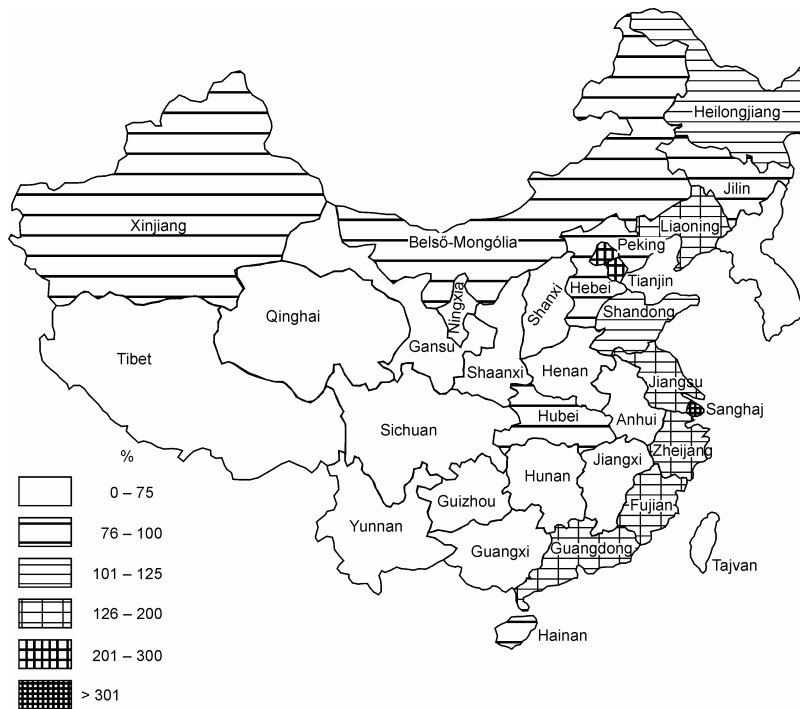 Heilongjiang
Jilin
Liaoning
Xinjiang
Belső-Mongólia
Peking
Tianjin
Hebei
Shanxi
Ningxia
Shandong
Qinghai
Gansu
Tibet
Shaanxi
Henan
Jiangsu
Sanghaj
Hubei
Anhui
Sichuan
Zheijang
Jiangxi
Hunan
Guizhou
Fujian
Yunnan
Guangxi
Guangdong
Tajvan
Hainan
%
0 – 75
76 – 100
101 – 125
126 – 200
201 – 300
> 301